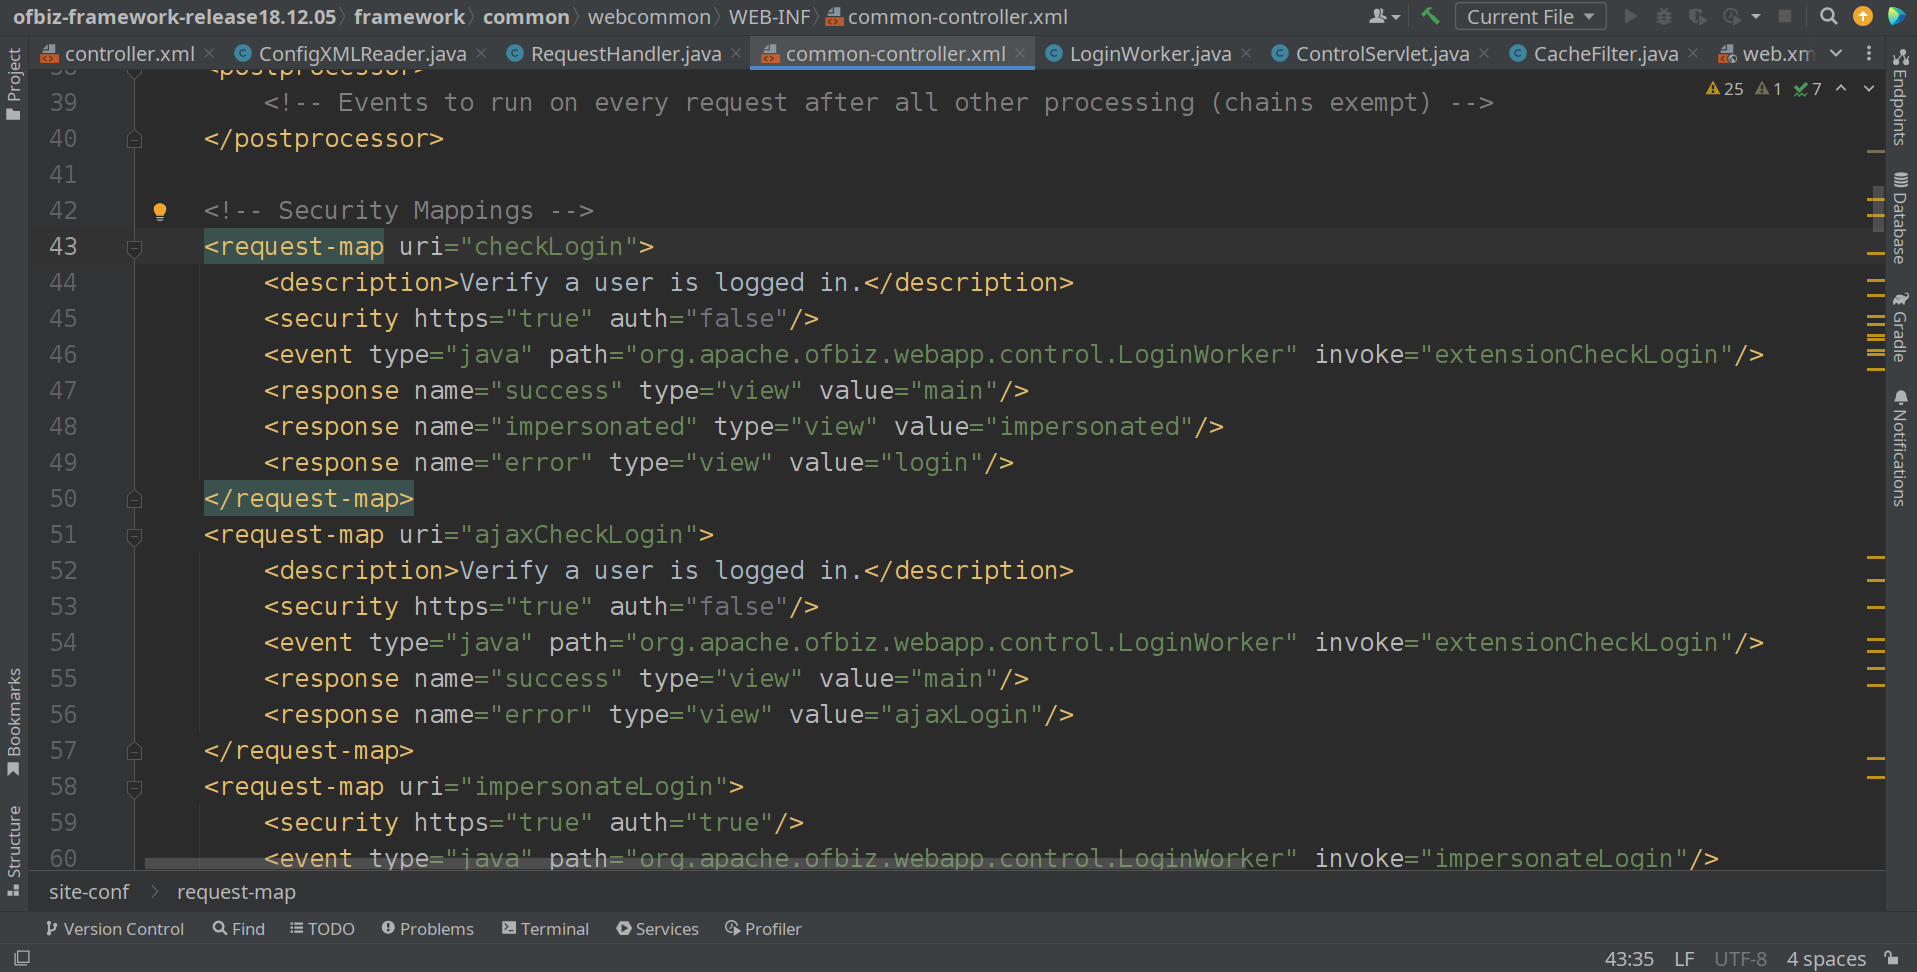 ofbiz-framework-release18.12.05 framework common webcommon WEB-INF common-controller.xml Current File
controller.xml ConfigXMLReader.java RequestHandler.java common-controller.xml LoginWorker.java ControlServlet.java CacheFilter.java web.xm
25 1 7
38 <postprocessor>
39 <!-- Events to run on every request after all other processing (chains exempt) -->
40 </postprocessor>
41
42 <!-- Security Mappings -->
43 <request-map uri="checkLogin">
44 <description>Verify a user is logged in.</description>
45 <security https="true" auth="false"/>
46 <event type="java" path="org.apache.ofbiz.webapp.control.LoginWorker" invoke="extensionCheckLogin"/>
47 <response name="success" type="view" value="main"/>
48 <response name="impersonated" type="view" value="impersonated"/>
49 <response name="error" type="view" value="login"/>
50 </request-map>
51 <request-map uri="ajaxCheckLogin">
52 <description>Verify a user is logged in.</description>
53 <security https="true" auth="false"/>
54 <event type="java" path="org.apache.ofbiz.webapp.control.LoginWorker" invoke="extensionCheckLogin"/>
55 <response name="success" type="view" value="main"/>
56 <response name="error" type="view" value="ajaxLogin"/>
57 </request-map>
58 <request-map uri="impersonateLogin">
59 <security https="true" auth="true"/>
60 <event type="java" path="org.apache.ofbiz.webapp.control.LoginWorker" invoke="impersonateLogin"/>
Project
Bookmarks
Structure
Endpoints
Database
Gradle
Notifications
site-conf request-map
Version Control Find TODO Problems Terminal Services Profiler
43:35 LF UTF-8 4 spaces